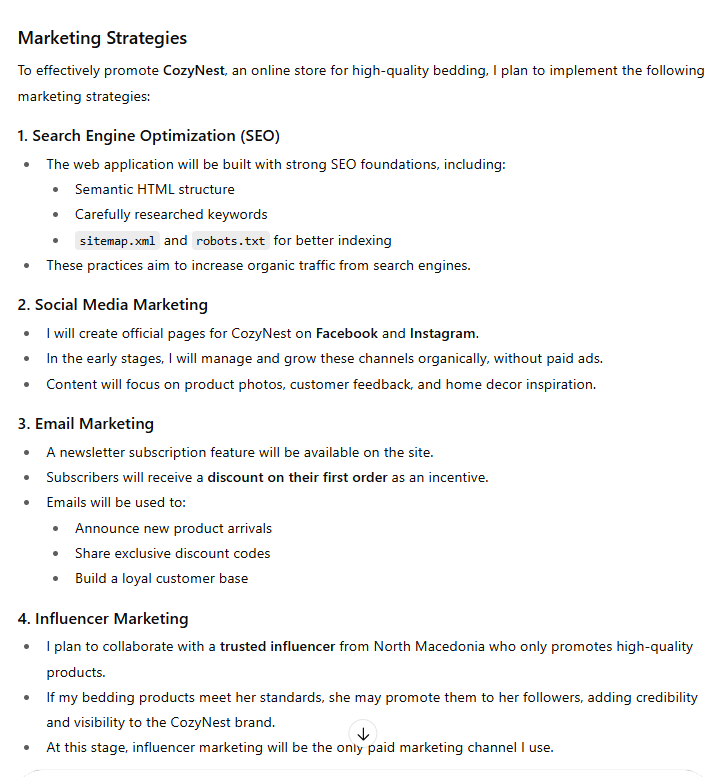 Marketing Strategies
To effectively promote CozyNest, an online store for high-quality bedding, I plan to implement the following
marketing strategies:
1. Search Engine Optimization (SEO)
The web application will be built with strong SEO foundations, including:
Semantic HTML structure
Carefully researched keywords
sitemap.xml and robots.txt for better indexing
These practices aim to increase organic traffic from search engines.
2. Social Media Marketing
I will create official pages for CozyNest on Facebook and Instagram.
In the early stages, I will manage and grow these channels organically, without paid ads.
Content will focus on product photos, customer feedback, and home decor inspiration.
3. Email Marketing
A newsletter subscription feature will be available on the site.
Subscribers will receive a discount on their first order as an incentive.
Emails will be used to:
Announce new product arrivals
Share exclusive discount codes
Build a loyal customer base
4. Influencer Marketing
I plan to collaborate with a trusted influencer from North Macedonia who only promotes high-quality
products.
If my bedding products meet her standards, she may promote them to her followers, adding credibility
and visibility to the CozyNest brand.
At this stage, influencer marketing will be the only paid marketing channel I use.